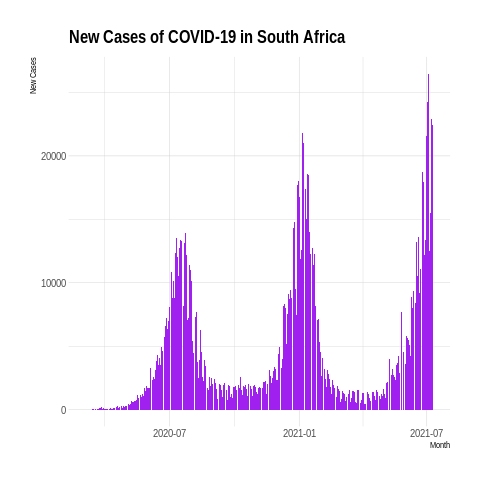 New Cases of COVID-19 in South Africa
New Cases
20000
10000
0
2020-07 2021-01 2021-07
Month